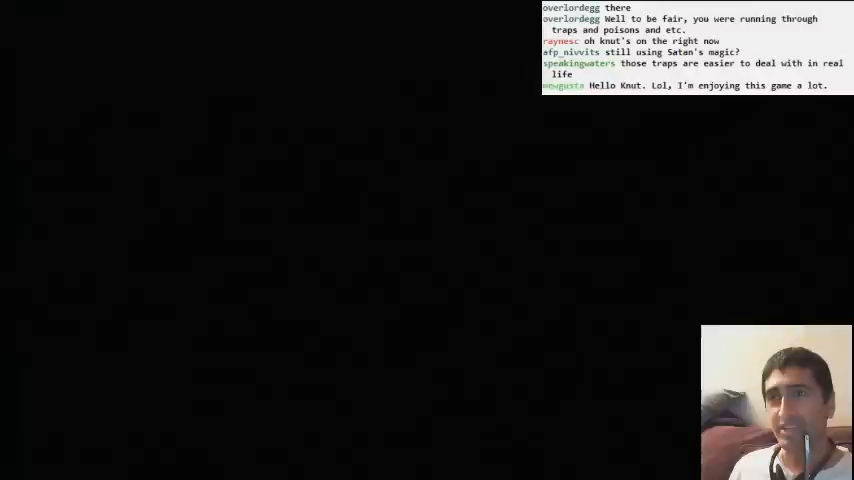 overlordegg there
overlordegg Well to be fair, you were running through
traps and poisons and etc.
raynesc oh knut's on the right now
afp_nivvits still using Satan's magic?
speakingwaters those traps are easier to deal with in real
life
mewgusta Hello Knut. Lol, I'm enjoying this game a lot.